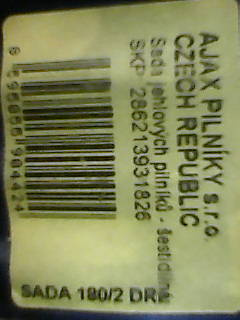 AJAX PILNÍKY s.r.o.
CZECH REPUBLIC
Sada jehlových pilníků - šestidílná
SKP 286213931826
SADA 180/2 DRE